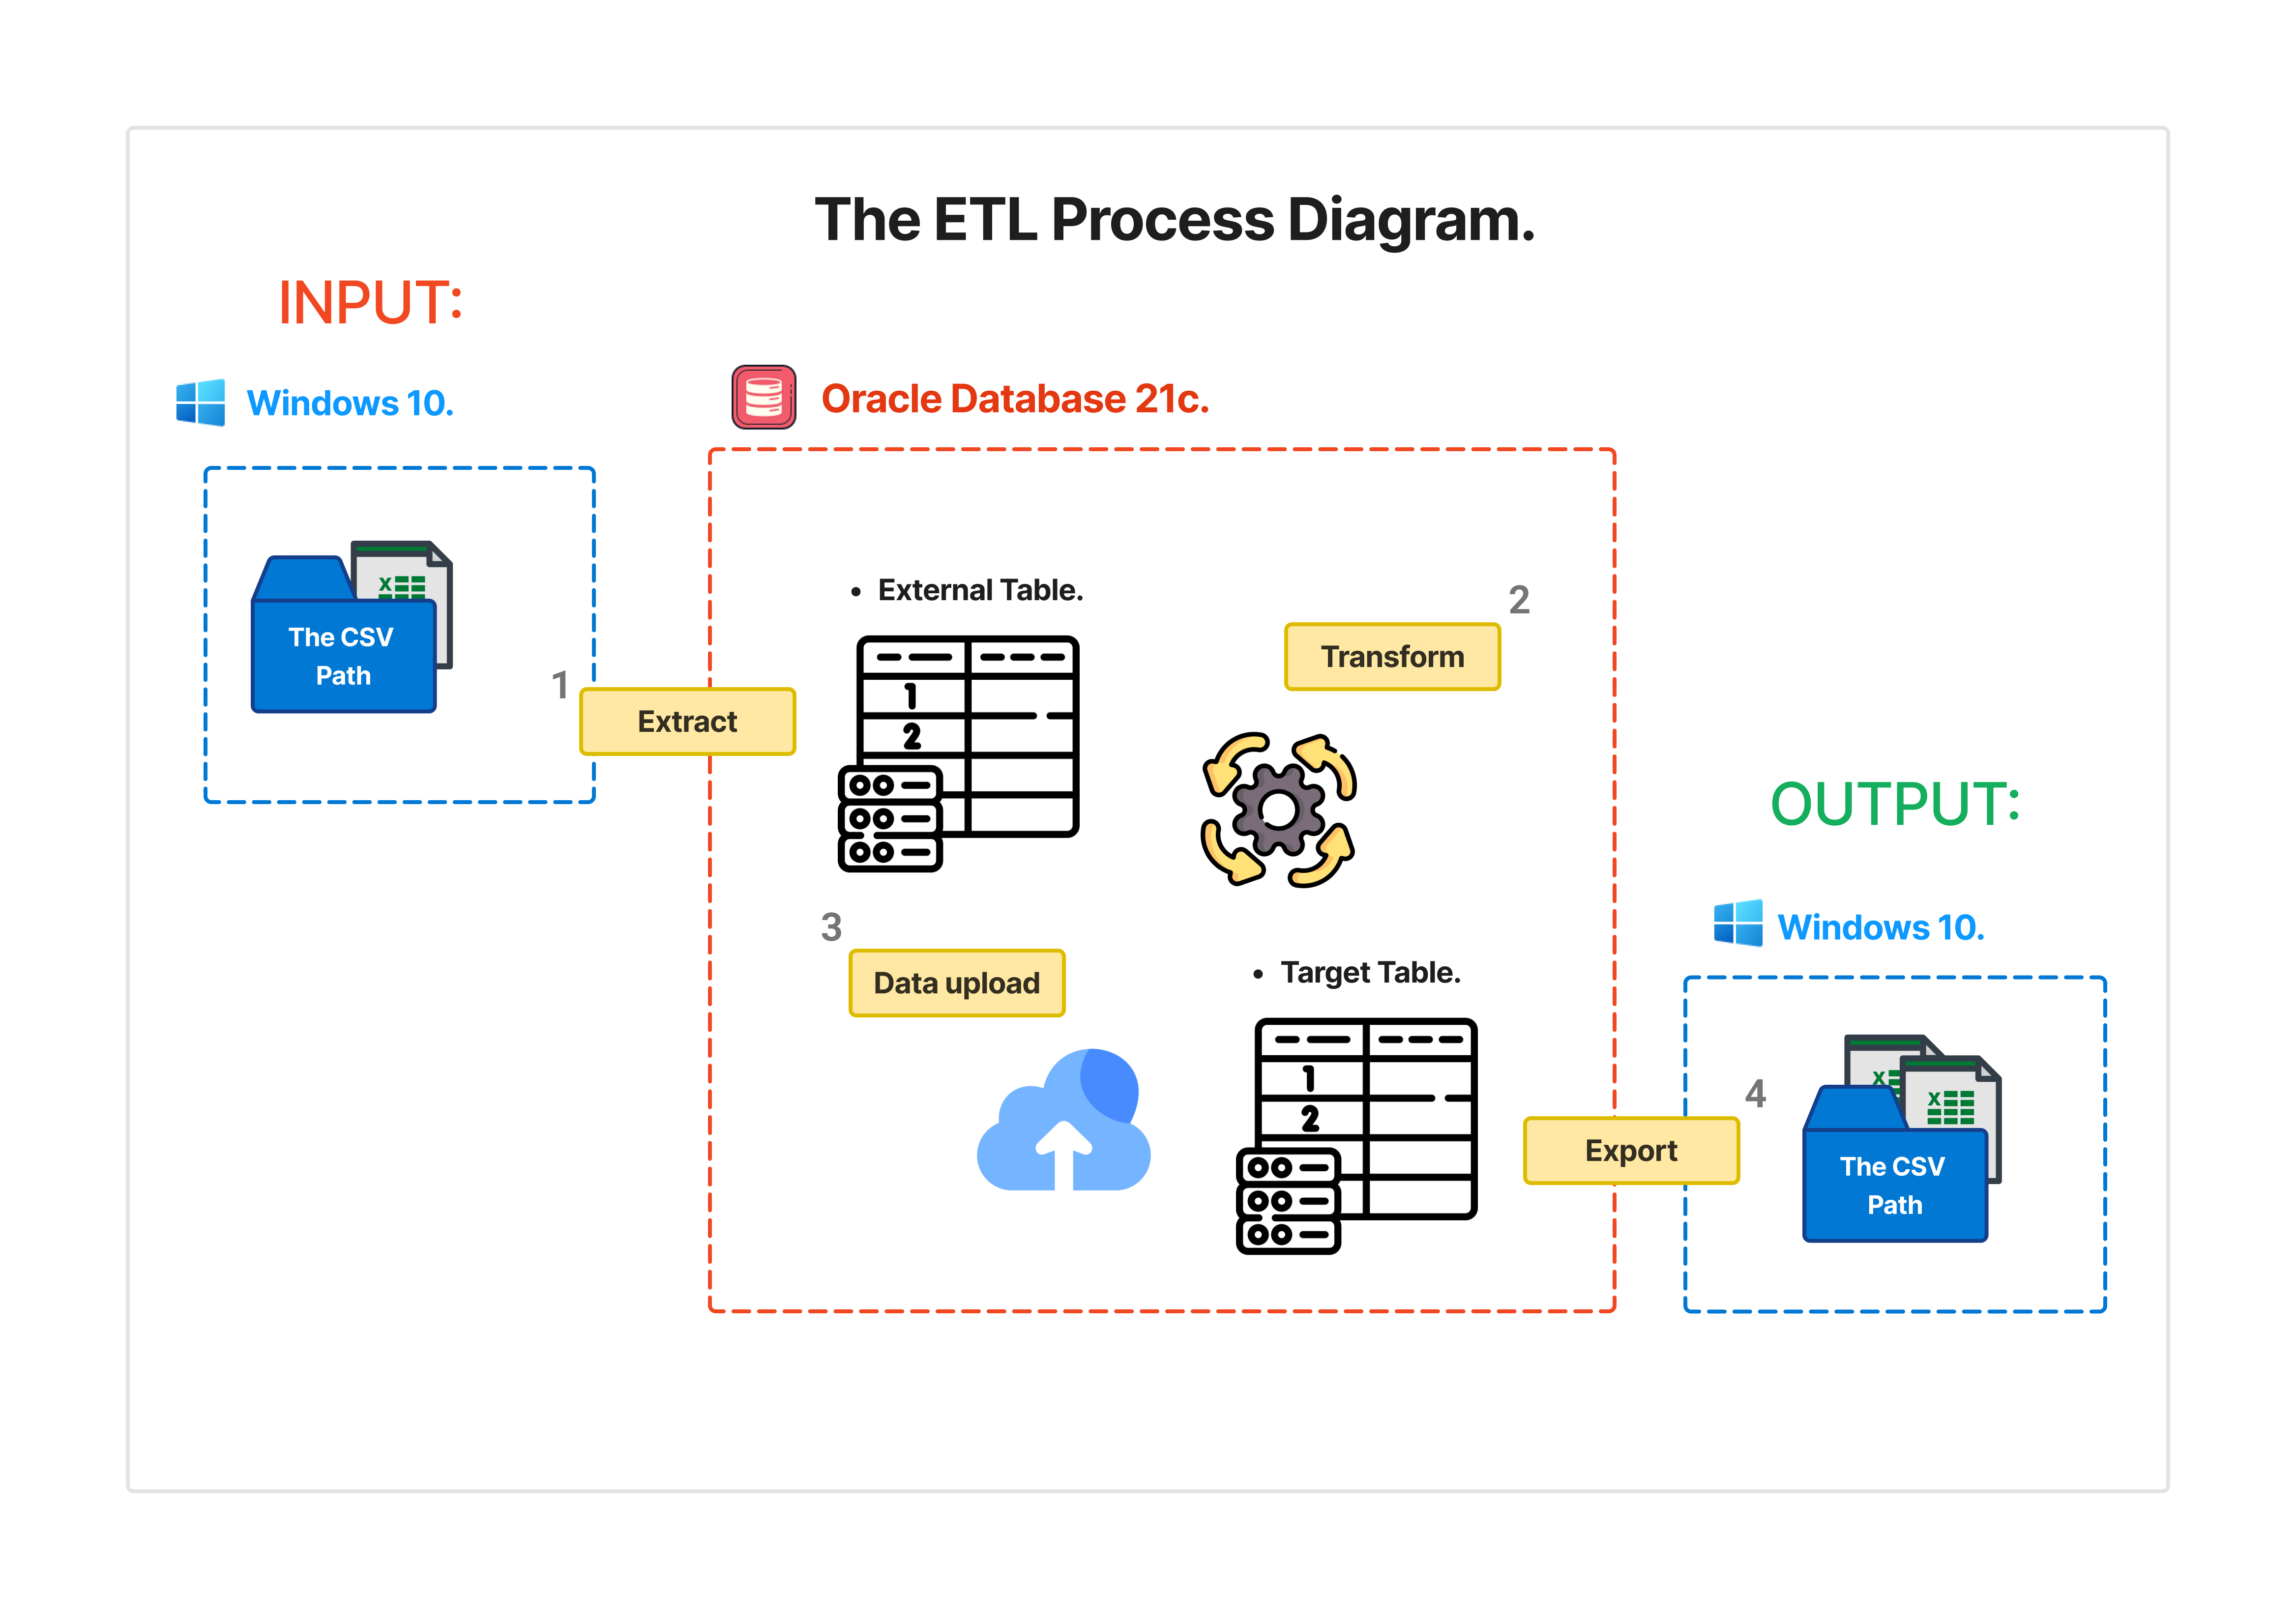 The ETL Process Diagram.
INPUT:
Windows 10.
Oracle Database 21c.
The CSV
Path
1
Extract
• External Table.
1
2
2
Transform
3
Data upload
• Target Table.
1
2
OUTPUT:
Windows 10.
4
Export
X
X
The CSV
Path
X